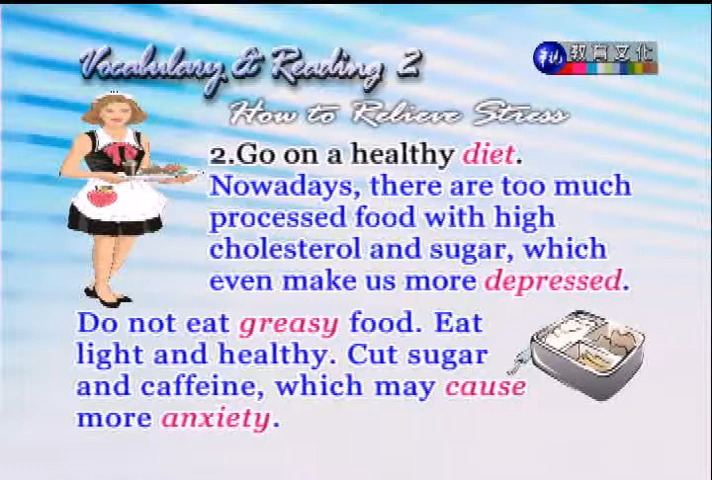 Vocabulary & Reading 2
華視 教育文化
How to Relieve Stress
2.Go on a healthy diet.
Nowadays, there are too much
processed food with high
cholesterol and sugar, which
even make us more depressed.
Do not eat greasy food. Eat
light and healthy. Cut sugar
and caffeine, which may cause
more anxiety.